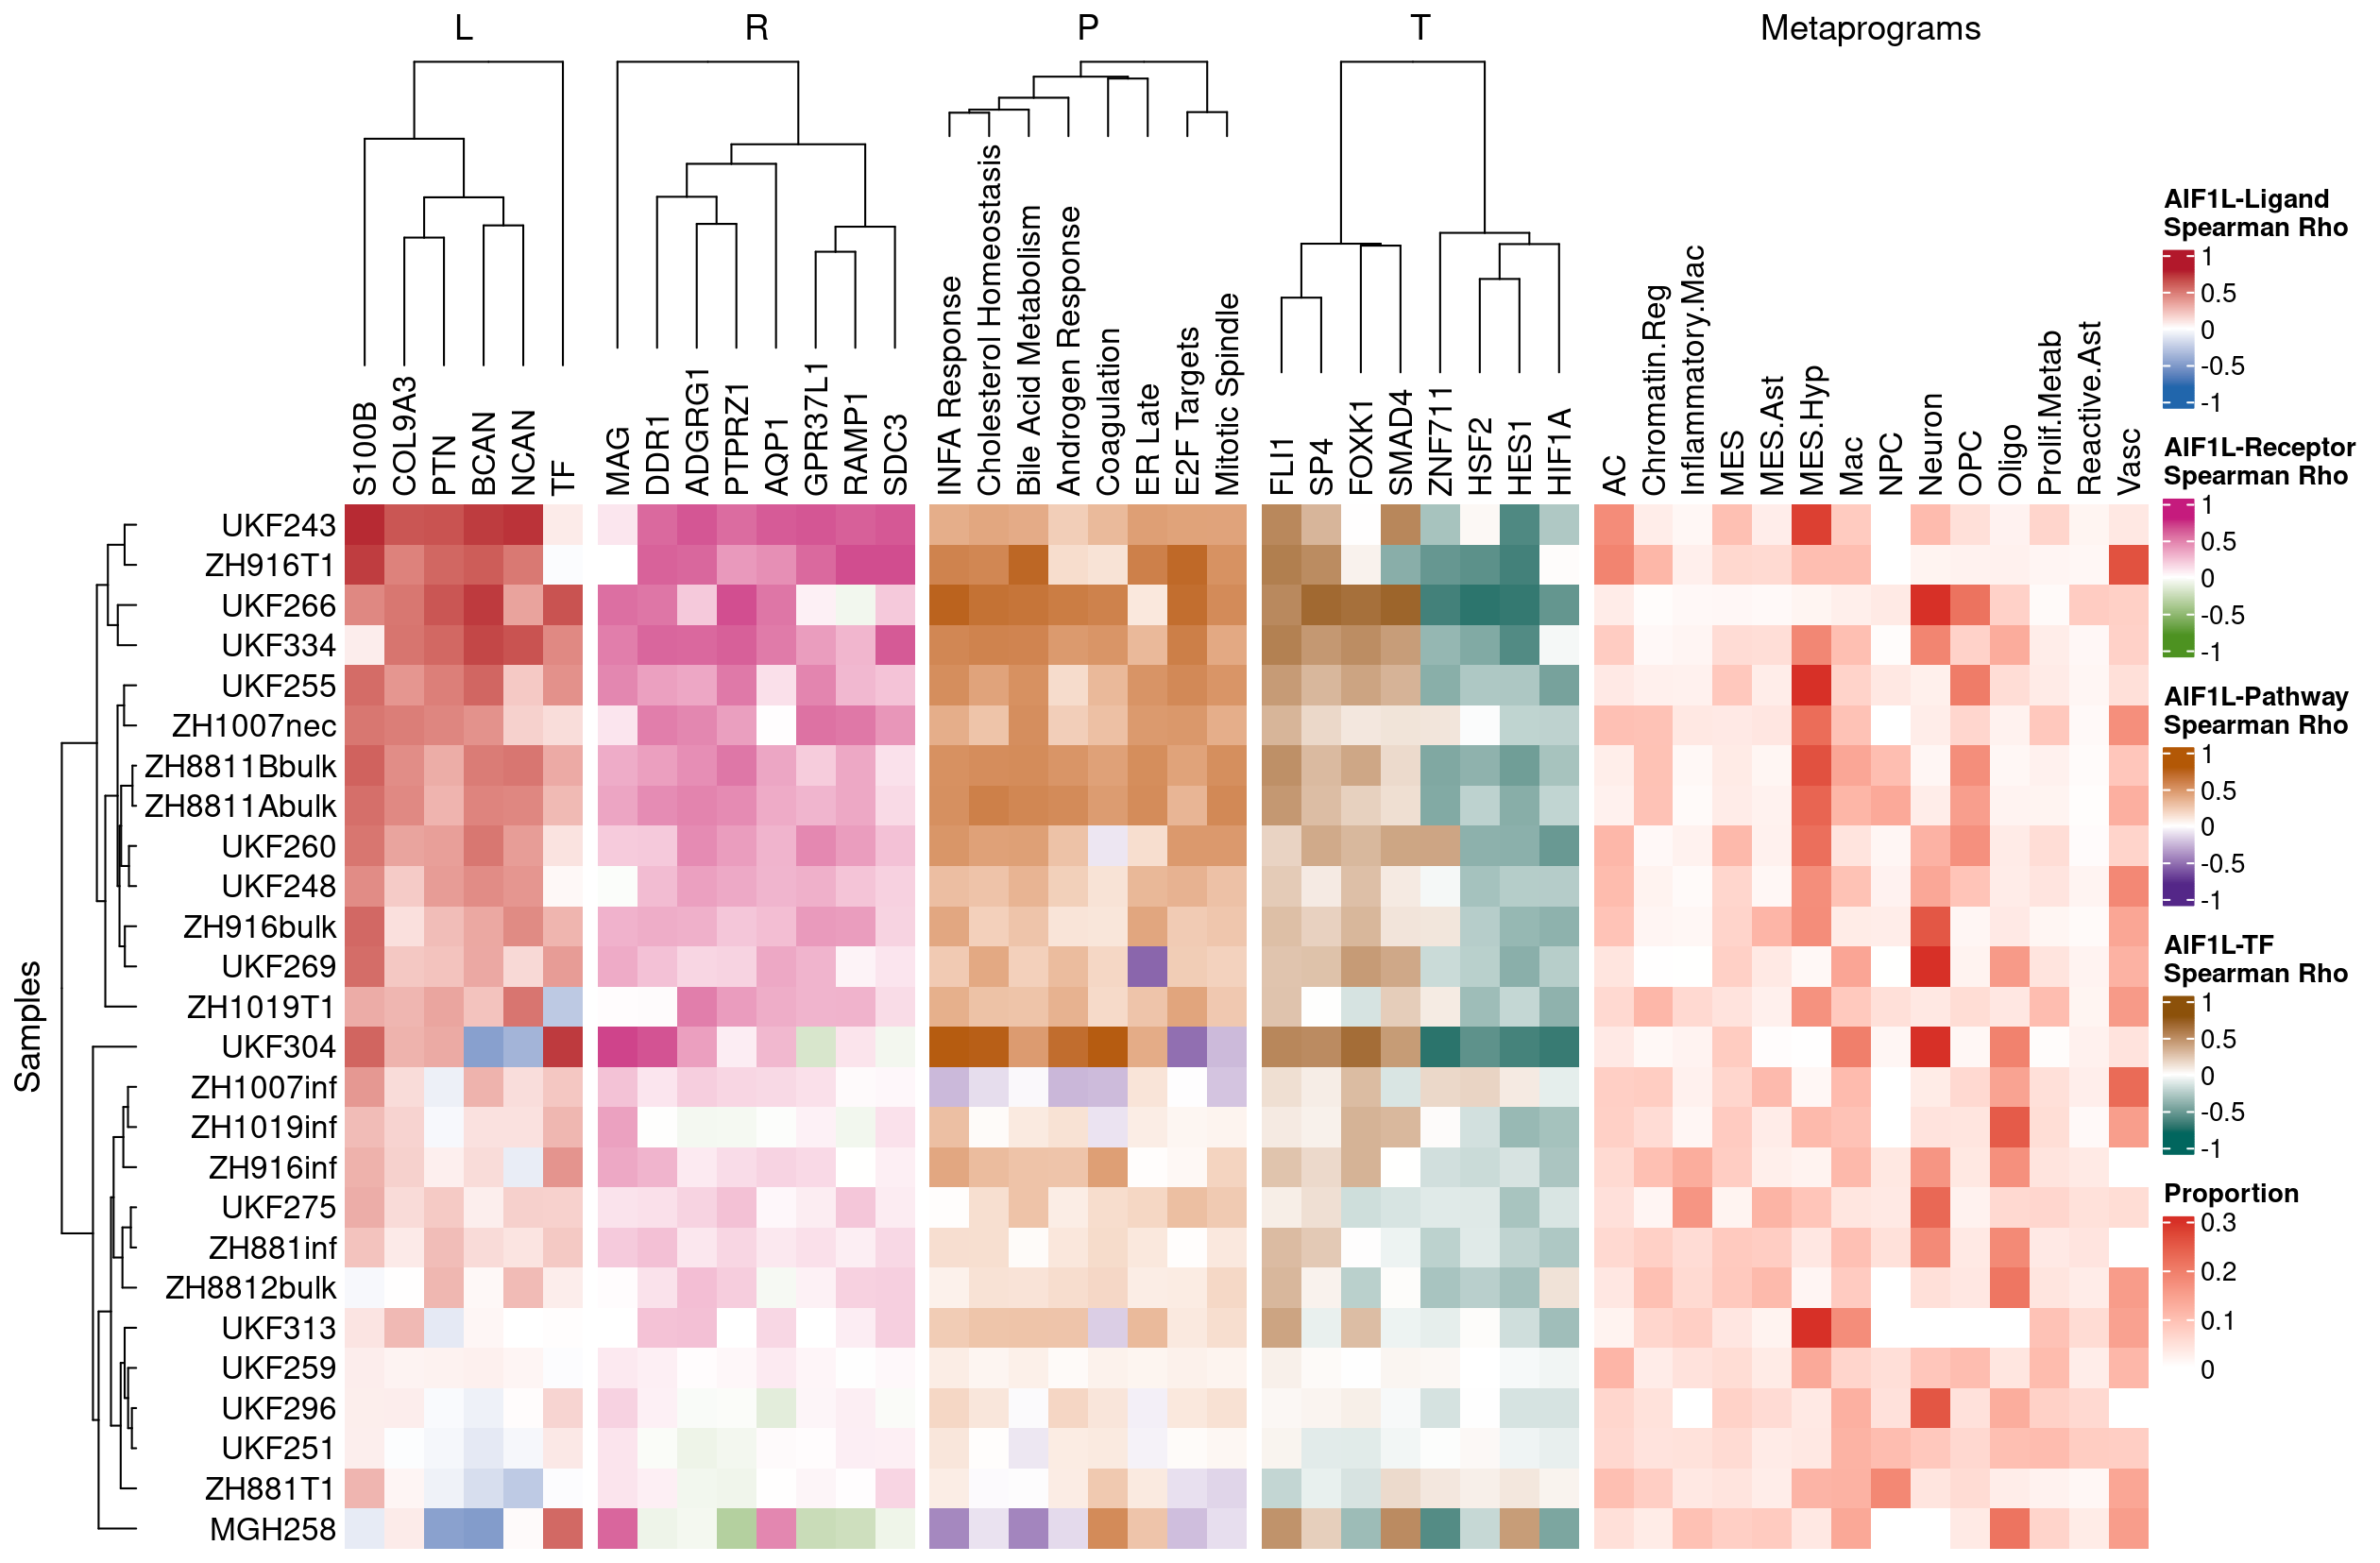 L
R
P
T
Metaprograms
S100B
COL9A3
PTN
BCAN
NCAN
TF
MAG
DDR1
ADGRG1
PTPRZ1
AQP1
GPR37L1
RAMP1
SDC3
INFA Response
Cholesterol Homeostasis
Bile Acid Metabolism
Androgen Response
Coagulation
ER Late
E2F Targets
Mitotic Spindle
FLI1
SP4
FOXK1
SMAD4
ZNF711
HSF2
HES1
HIF1A
AC
Chromatin.Reg
Inflammatory.Mac
MES
MES.Ast
MES.Hyp
Mac
NPC
Neuron
OPC
Oligo
Prolif.Metab
Reactive.Ast
Vasc
Samples
UKF243
ZH916T1
UKF266
UKF334
UKF255
ZH1007nec
ZH8811Bbulk
ZH8811Abulk
UKF260
UKF248
ZH916bulk
UKF269
ZH1019T1
UKF304
ZH1007inf
ZH1019inf
ZH916inf
UKF275
ZH881inf
ZH8812bulk
UKF313
UKF259
UKF296
UKF251
ZH881T1
MGH258
AIF1L-Ligand
Spearman Rho
1
0.5
0
-0.5
-1
AIF1L-Receptor
Spearman Rho
1
0.5
0
-0.5
-1
AIF1L-Pathway
Spearman Rho
1
0.5
0
-0.5
-1
AIF1L-TF
Spearman Rho
1
0.5
0
-0.5
-1
Proportion
0.3
0.2
0.1
0